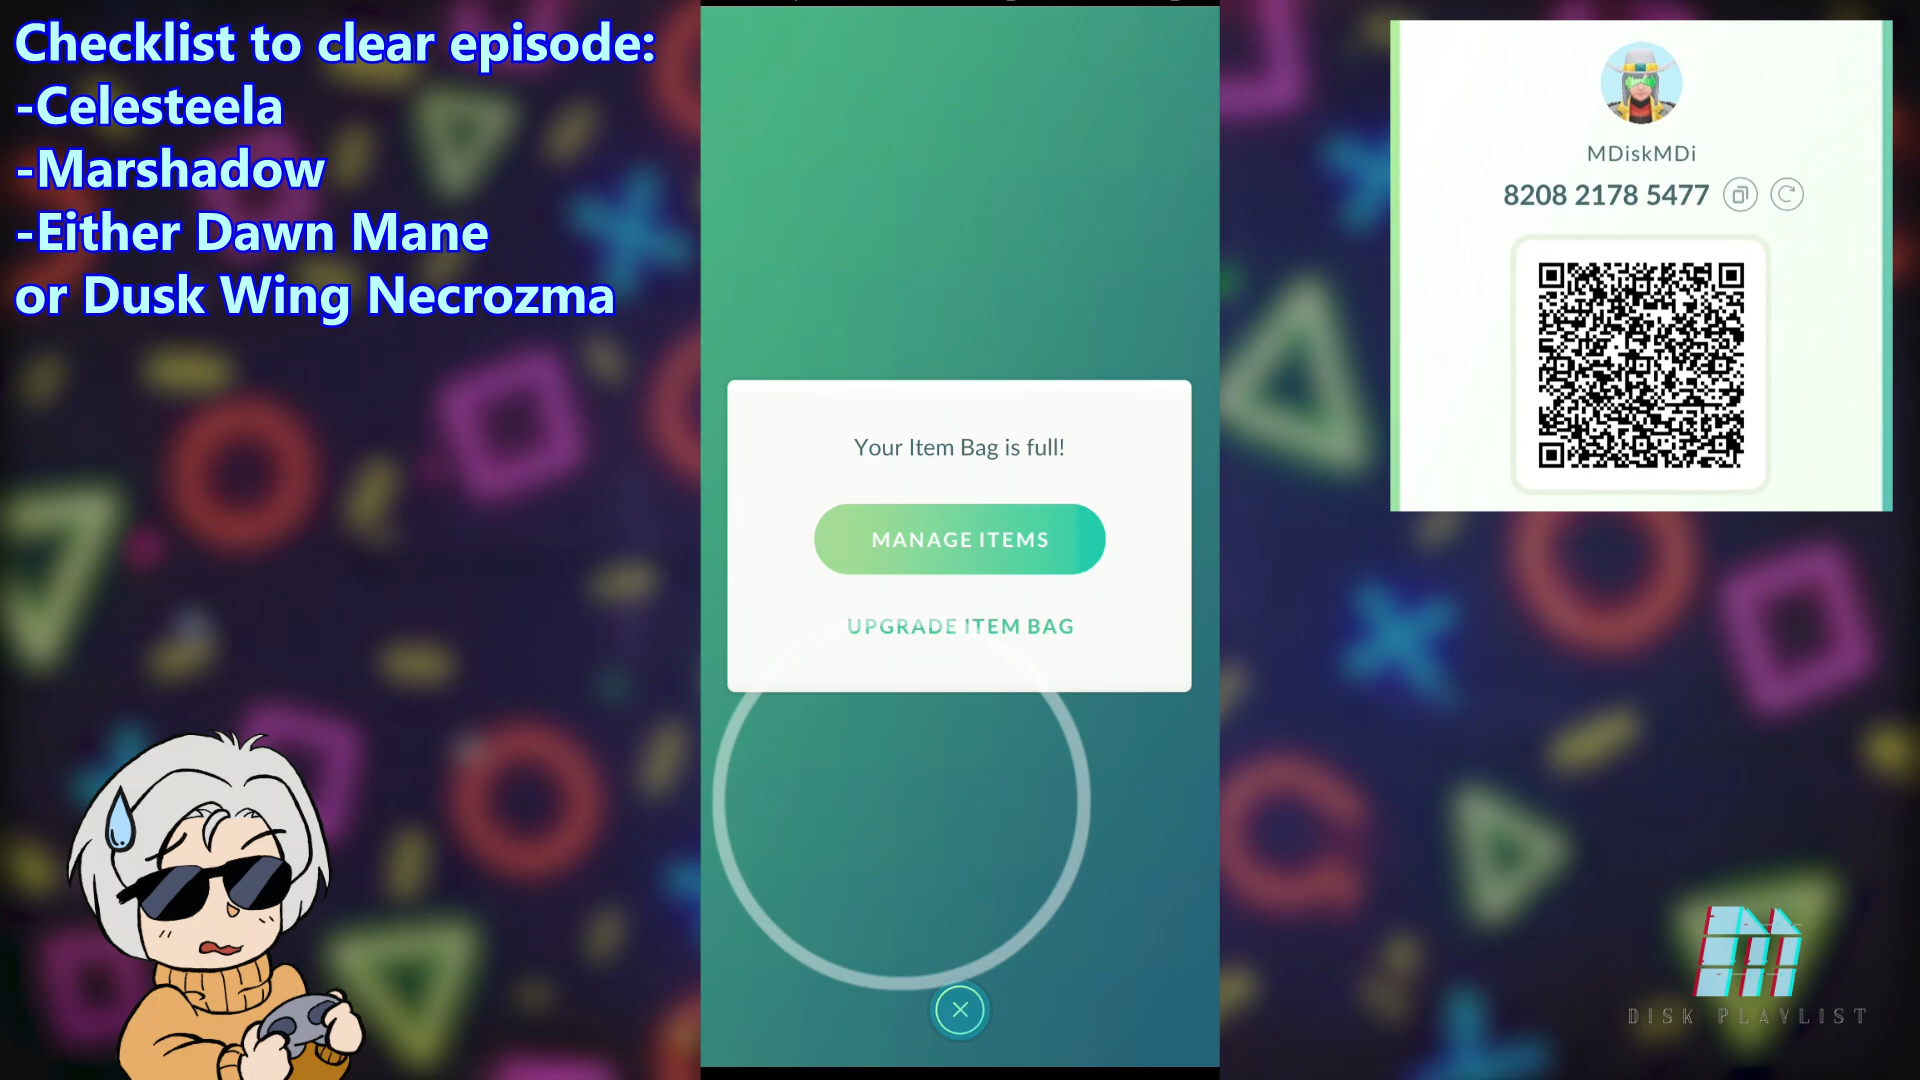 Checklist to clear episode:
-Celesteela
-Marshadow
-Either Dawn Mane
or Dusk Wing Necrozma
Your Item Bag is full!
MANAGE ITEMS
UPGRADE ITEM BAG
MDiskMDi
8208 2178 5477
DISK PLAYLIST